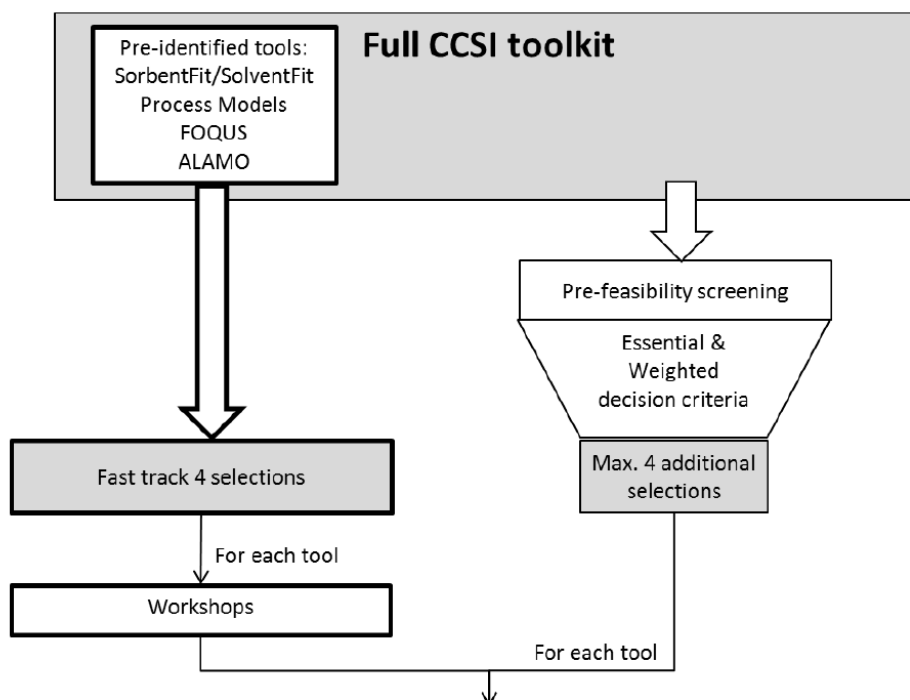 Full CCSI toolkit
Pre-identified tools:
SorbentFit/SolventFit
Process Models
FOQUS
ALAMO
Pre-feasibility screening
Essential &
Weighted
decision criteria
Fast track 4 selections
Max. 4 additional
selections
For each tool
Workshops
For each tool